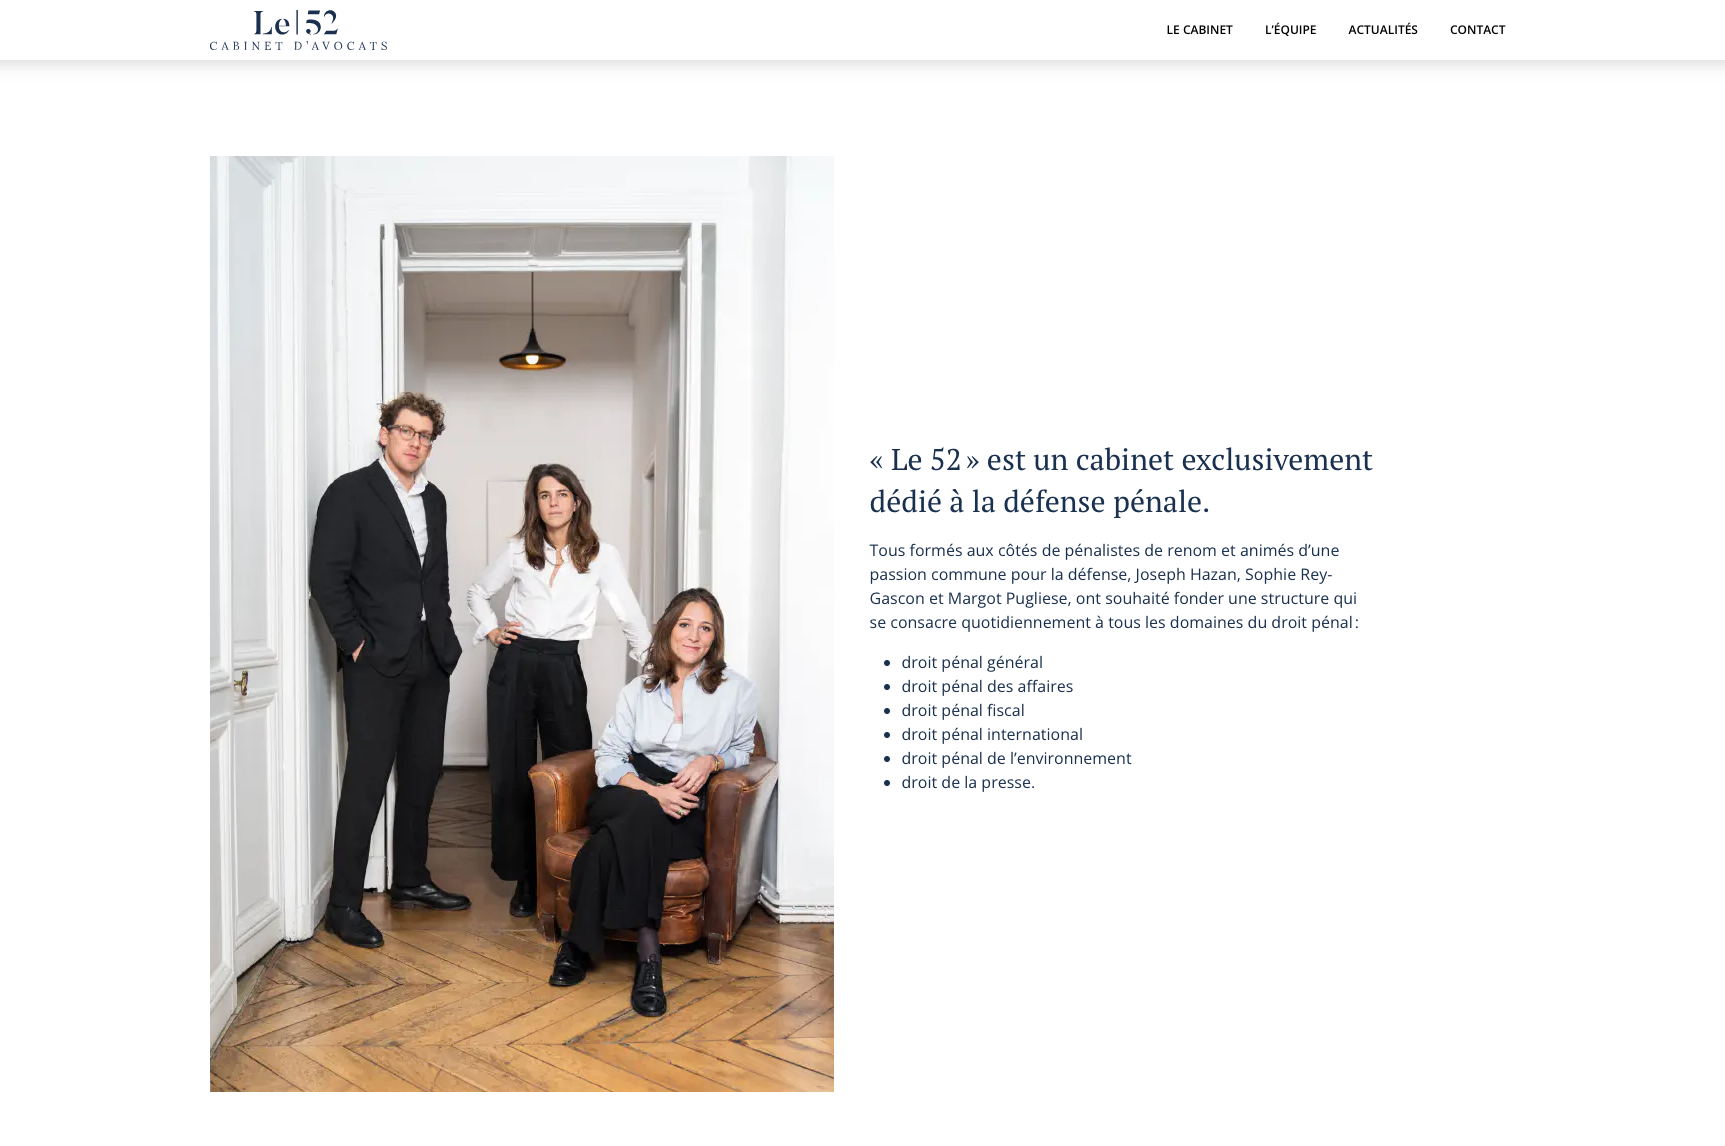 Le|52
CABINET D'AVOCATS
LE CABINET
L'ÉQUIPE
ACTUALITÉS
CONTACT
« Le 52 » est un cabinet exclusivement
dédié à la défense pénale.
Tous formés aux côtés de pénalistes de renom et animés d'une
passion commune pour la défense, Joseph Hazan, Sophie Rey-
Gascon et Margot Pugliese, ont souhaité fonder une structure qui
se consacre quotidiennement à tous les domaines du droit pénal :
• droit pénal général
• droit pénal des affaires
• droit pénal fiscal
• droit pénal international
• droit pénal de l'environnement
• droit de la presse.